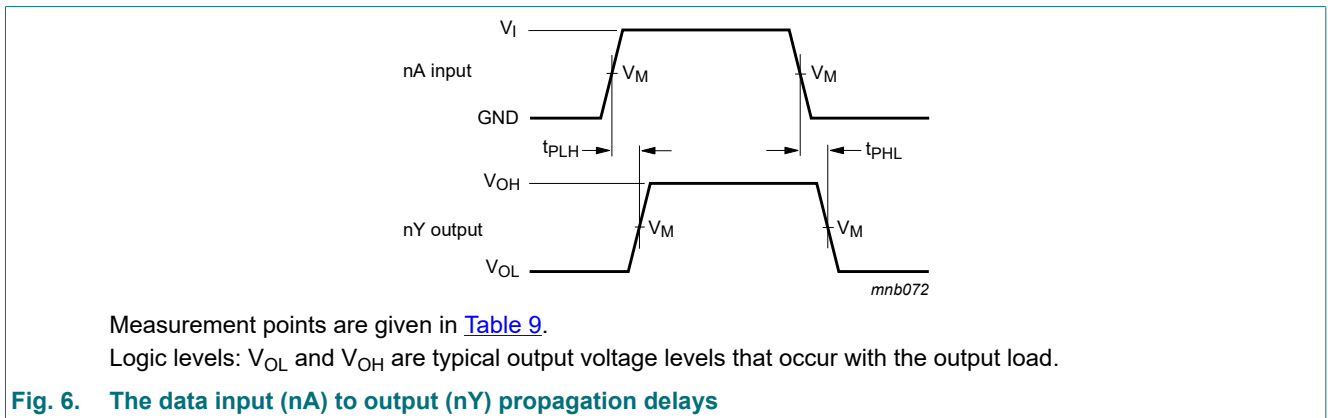 VI
nA input
VM
VM
GND
tPLH
tPHL
VOH
nY output
VM
VM
VOL
mnb072
Measurement points are given in Table 9.
Logic levels: VOL and VOH are typical output voltage levels that occur with the output load.
Fig. 6. The data input (nA) to output (nY) propagation delays